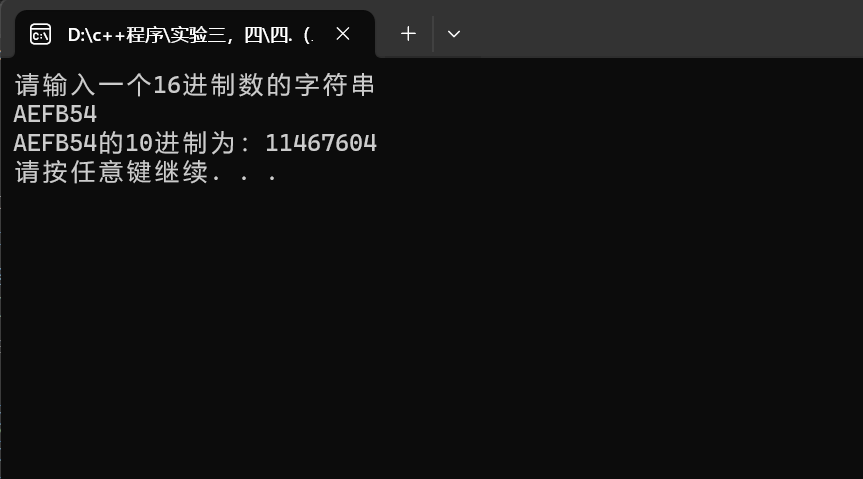 D:\c++程序\实验三，四\四.（.
请输入一个16进制数的字符串
AEFB54
AEFB54的10进制为：11467604
请按任意键继续. . .